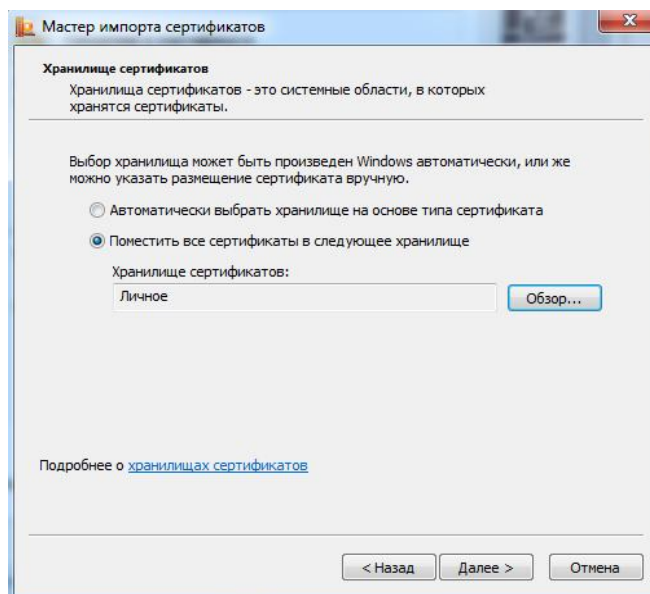 Мастер импорта сертификатов
Хранилище сертификатов
Хранилища сертификатов - это системные области, в которых
хранятся сертификаты.
Выбор хранилища может быть произведен Windows автоматически, или же
можно указать размещение сертификата вручную.
Автоматически выбрать хранилище на основе типа сертификата
Поместить все сертификаты в следующее хранилище
Хранилище сертификатов:
Личное
Обзор...
Подробнее о хранилищах сертификатов
< Назад
Далее >
Отмена